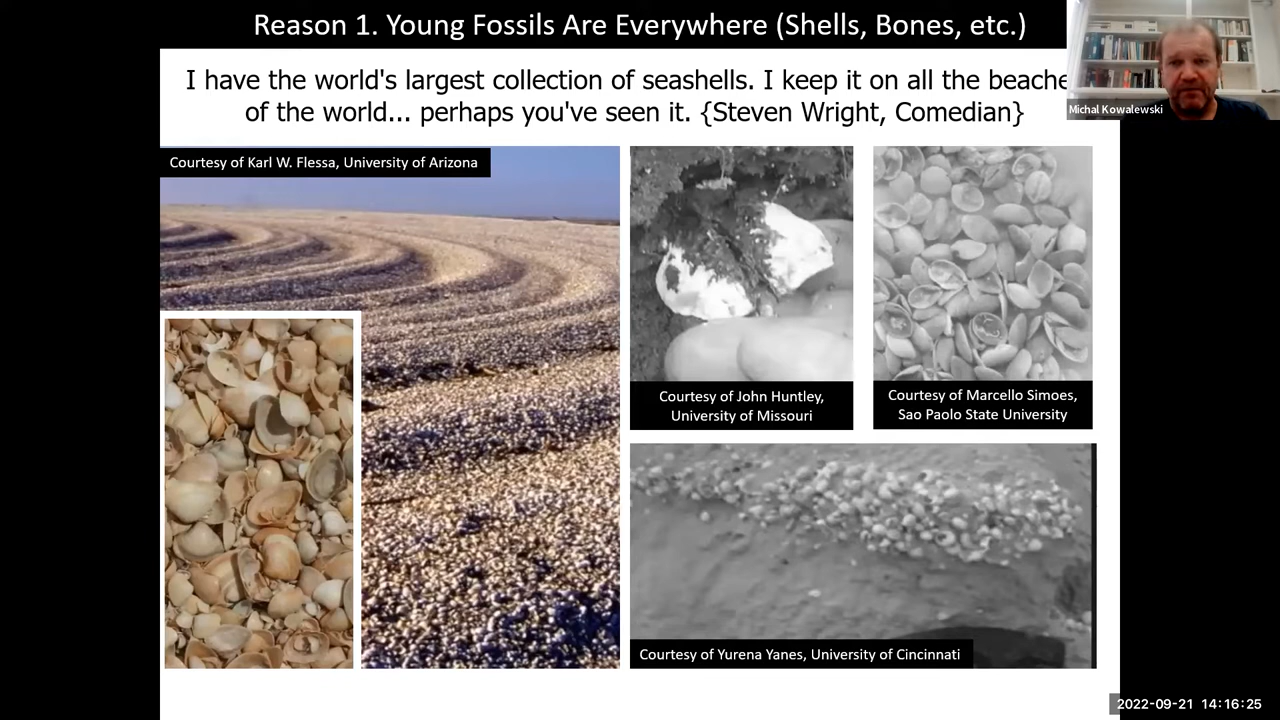 Reason 1. Young Fossils Are Everywhere (Shells, Bones, etc.)
I have the world's largest collection of seashells. I keep it on all the beache
of the world... perhaps you've seen it. {Steven Wright, Comedian}
Michal Kowalewski
Courtesy of Karl W. Flessa, University of Arizona
Courtesy of John Huntley,
University of Missouri
Courtesy of Marcello Simoes,
Sao Paolo State University
Courtesy of Yurena Yanes, University of Cincinnati
2022-09-21 14:16:25